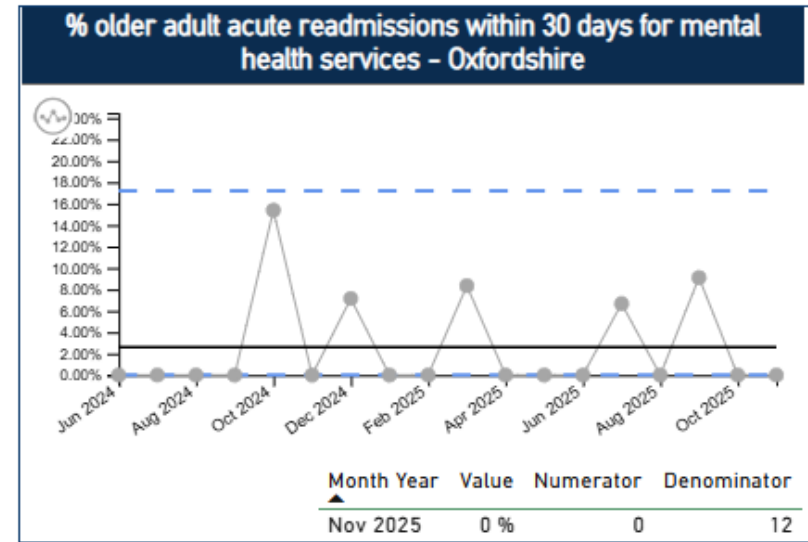 % older adult acute readmissions within 30 days for mental
health services – Oxfordshire
00%
22.00%
20.00%
18.00%
16.00%
14.00%
12.00%
10.00%
8.00%
6.00%
4.00%
2.00%
0.00%
Jun 2024 Aug 2024 Oct 2024 Dec 2024 Feb 2025 Apr 2025 Jun 2025 Aug 2025 Oct 2025
Month Year Value Numerator Denominator
Nov 2025 0 % 0 12